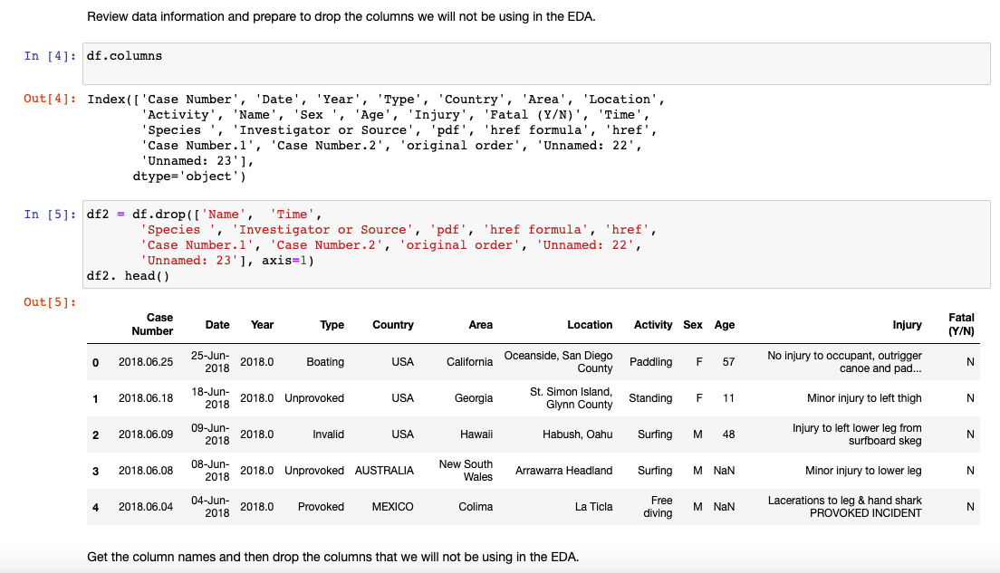 Review data information and prepare to drop the columns we will not be using in the EDA.
In [4]: df.columns
Out[4]: Index(['Case Number', 'Date', 'Year', 'Type', 'Country', 'Area', 'Location',
'Activity', 'Name', 'Sex ', 'Age', 'Injury', 'Fatal (Y/N)', 'Time',
'Species ', 'Investigator or Source', 'pdf', 'href formula', 'href',
'Case Number.1', 'Case Number.2', 'original order', 'Unnamed: 22',
'Unnamed: 23'],
dtype='object')
In [5]: df2 = df.drop(['Name', 'Time',
'Species ', 'Investigator or Source', 'pdf', 'href formula', 'href',
'Case Number.1', 'Case Number.2', 'original order', 'Unnamed: 22',
'Unnamed: 23'], axis=1)
df2. head()
Out[5]:
Case Number Date Year Type Country Area Location Activity Sex Age Injury Fatal (Y/N)
0 2018.06.25 25-Jun-2018 2018.0 Boating USA California Oceanside, San Diego County Paddling F 57 No injury to occupant, outrigger canoe and pad... N
1 2018.06.18 18-Jun-2018 2018.0 Unprovoked USA Georgia St. Simon Island, Glynn County Standing F 11 Minor injury to left thigh N
2 2018.06.09 09-Jun-2018 2018.0 Invalid USA Hawaii Habush, Oahu Surfing M 48 Injury to left lower leg from surfboard skeg N
3 2018.06.08 08-Jun-2018 2018.0 Unprovoked AUSTRALIA New South Wales Arrawarra Headland Surfing M NaN Minor injury to lower leg N
4 2018.06.04 04-Jun-2018 2018.0 Provoked MEXICO Colima La Ticla Free diving M NaN Lacerations to leg & hand shark PROVOKED INCIDENT N
Get the column names and then drop the columns that we will not be using in the EDA.